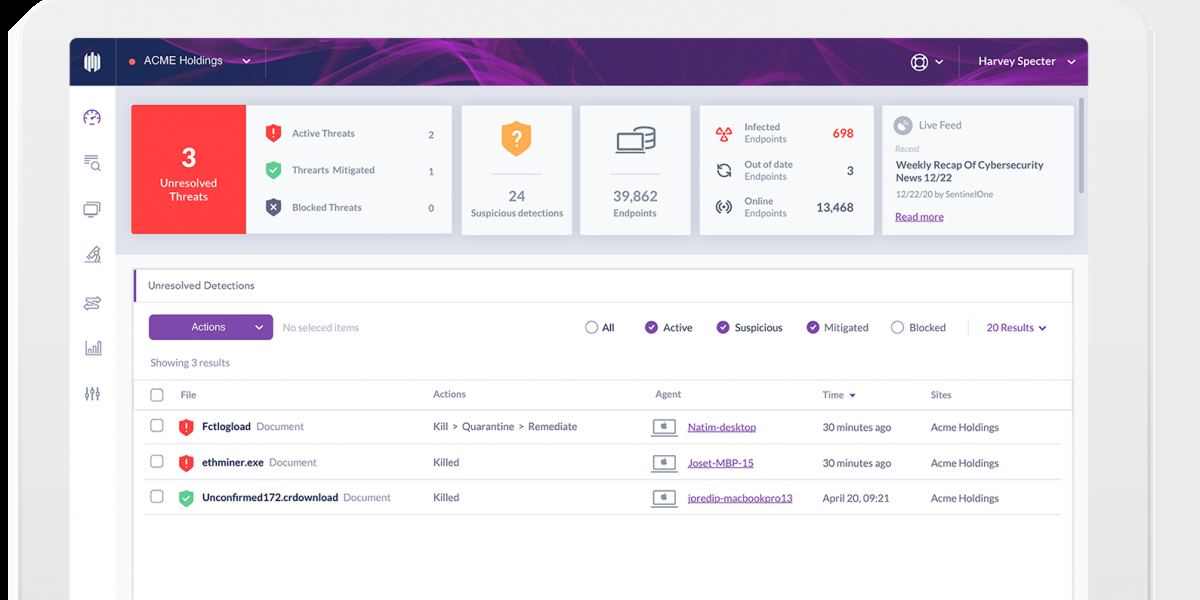 ACME Holdings
Harvey Specter
3
Unresolved
Threats
Active Threats 2
Threarts Mitigated 1
Blocked Threats 0
24
Suspicious detections
39,862
Endpoints
Infected
Endpoints
698
Out of date
Endpoints
3
Online
Endpoints
13,468
Live Feed
Recent
Weekly Recap Of Cybersecurity
News 12/22
12/22/20 by SentinelOne
Read more
Unresolved Detections
Actions No seleced items All Active Suspicious Mitigated Blocked 20 Results
Showing 3 results
File Actions Agent Time Sites
Fctlogload Document Kill > Quarantine > Remediate Natim-desktop 30 minutes ago Acme Holdings
ethminer.exe Document Killed Joset-MBP-15 30 minutes ago Acme Holdings
Unconfirmed172.crdownload Document Killed joredip-macbookpro13 April 20, 09:21 Acme Holdings